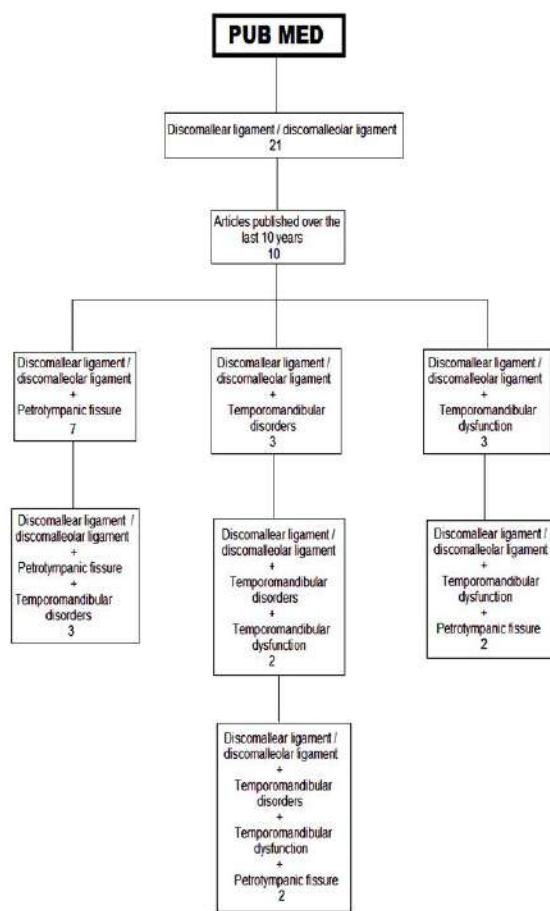 PUB MED
Discomallear ligament / discomalleolar ligament
21
Articles published over the
last 10 years
10
Discomallear ligament /
discomalleolar ligament
+
Petrotympanic fissure
7
Discomallear ligament /
discomalleolar ligament
+
Temporomandibular
disorders
3
Discomallear ligament /
discomalleolar ligament
+
Temporomandibular
dysfunction
3
Discomallear ligament /
discomalleolar ligament
+
Petrotympanic fissure
+
Temporomandibular
disorders
3
Discomallear ligament /
discomalleolar ligament
+
Temporomandibular
disorders
+
Temporomandibular
dysfunction
2
Discomallear ligament /
discomalleolar ligament
+
Temporomandibular
dysfunction
+
Petrotympanic fissure
2
Discomallear ligament /
discomalleolar ligament
+
Temporomandibular
disorders
+
Temporomandibular
dysfunction
+
Petrotympanic fissure
2